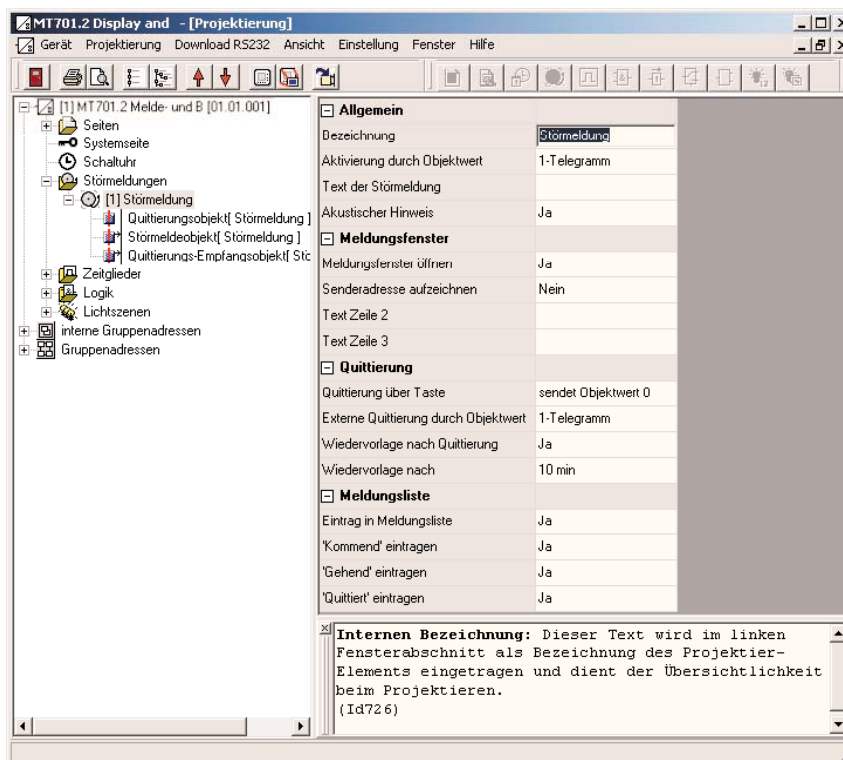 MT701.2 Display and - [Projektierung]
Gerät Projektierung Download RS232 Ansicht Einstellung Fenster Hilfe
[1] MT701.2 Melde- und B [01.01.001]
Seiten
Systemseite
Schaltuhr
Störmeldungen
[1] Störmeldung
Quittierungsobjekt[ Störmeldung ]
Störmeldeobjekt[ Störmeldung ]
Quittierungs-Empfangsobjekt[ Stö
Zeitglieder
Logik
Lichtszenen
interne Gruppenadressen
Gruppenadressen
Allgemein
Bezeichnung Störmeldung
Aktivierung durch Objektwert 1-Telegramm
Text der Störmeldung
Akustischer Hinweis Ja
Meldungsfenster
Meldungsfenster öffnen Ja
Senderadresse aufzeichnen Nein
Text Zeile 2
Text Zeile 3
Quittierung
Quittierung über Taste sendet Objektwert 0
Externe Quittierung durch Objektwert 1-Telegramm
Wiedervorlage nach Quittierung Ja
Wiedervorlage nach 10 min
Meldungsliste
Eintrag in Meldungsliste Ja
'Kommend' eintragen Ja
'Gehend' eintragen Ja
'Quittiert' eintragen Ja
Internen Bezeichnung: Dieser Text wird im linken
Fensterabschnitt als Bezeichnung des Projektier-
Elements eingetragen und dient der Übersichtlichkeit
beim Projektieren.
(Id726)